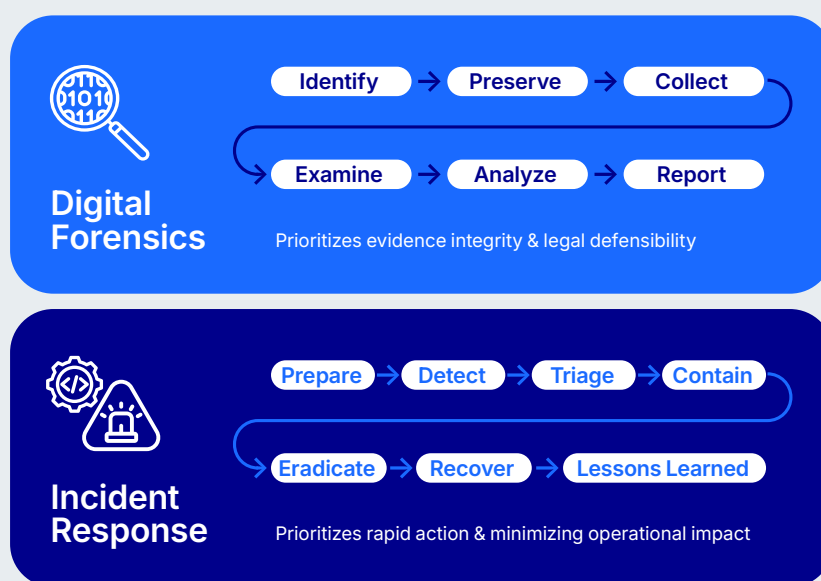 Digital
Forensics
Identify → Preserve → Collect
Examine → Analyze → Report
Prioritizes evidence integrity & legal defensibility
Incident
Response
Prepare → Detect → Triage → Contain
Eradicate → Recover → Lessons Learned
Prioritizes rapid action & minimizing operational impact